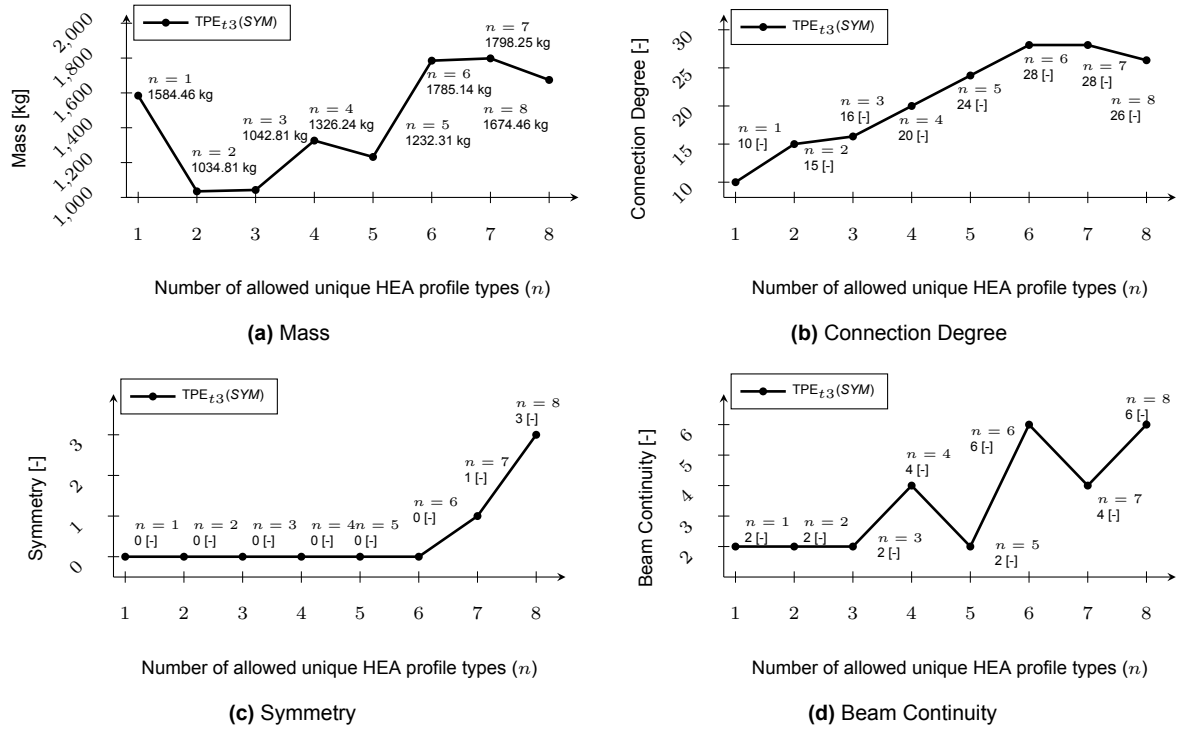 2,000
1,800
1,600
1,400
1,200
1,000
Mass [kg]
TPE_t3(SYM)
n = 1
1584.46 kg
n = 2
1034.81 kg
n = 3
1042.81 kg
n = 4
1326.24 kg
n = 5
1232.31 kg
n = 6
1785.14 kg
n = 7
1798.25 kg
n = 8
1674.46 kg
1 2 3 4 5 6 7 8
Number of allowed unique HEA profile types (n)
(a) Mass
30
25
20
15
10
Connection Degree [-]
TPE_t3(SYM)
n = 1
10 [-]
n = 2
15 [-]
n = 3
16 [-]
n = 4
20 [-]
n = 5
24 [-]
n = 6
28 [-]
n = 7
28 [-]
n = 8
26 [-]
1 2 3 4 5 6 7 8
Number of allowed unique HEA profile types (n)
(b) Connection Degree
3
2
1
0
Symmetry [-]
TPE_t3(SYM)
n = 1
0 [-]
n = 2
0 [-]
n = 3
0 [-]
n = 4
0 [-]
n = 5
0 [-]
n = 6
0 [-]
n = 7
1 [-]
n = 8
3 [-]
1 2 3 4 5 6 7 8
Number of allowed unique HEA profile types (n)
(c) Symmetry
6
5
4
3
2
Beam Continuity [-]
TPE_t3(SYM)
n = 1
2 [-]
n = 2
2 [-]
n = 3
2 [-]
n = 4
4 [-]
n = 5
2 [-]
n = 6
6 [-]
n = 7
4 [-]
n = 8
6 [-]
1 2 3 4 5 6 7 8
Number of allowed unique HEA profile types (n)
(d) Beam Continuity